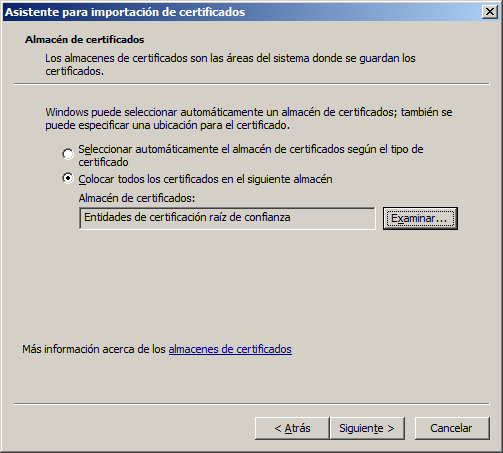 Asistente para importación de certificados
Almacén de certificados
Los almacenes de certificados son las áreas del sistema donde se guardan los
certificados.
Windows puede seleccionar automáticamente un almacén de certificados; también se
puede especificar una ubicación para el certificado.
Seleccionar automáticamente el almacén de certificados según el tipo de
certificado
Colocar todos los certificados en el siguiente almacén
Almacén de certificados:
Entidades de certificación raíz de confianza
Examinar...
Más información acerca de los almacenes de certificados
< Atrás
Siguiente >
Cancelar